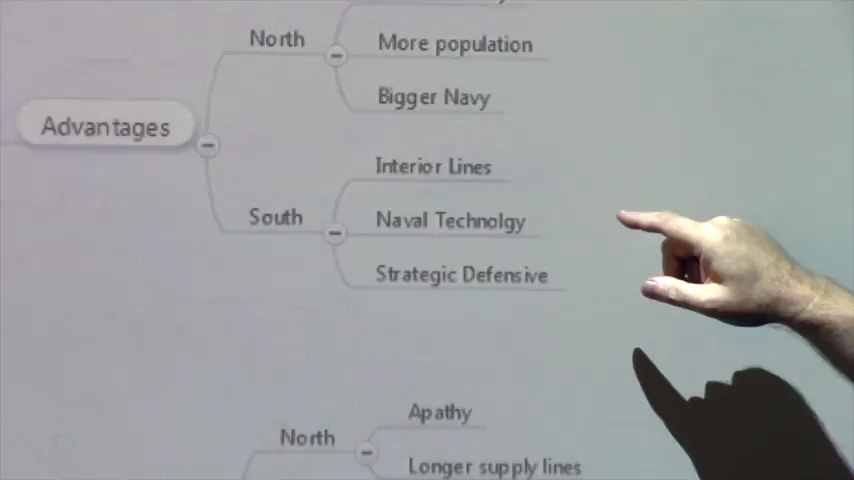 North
More population
Bigger Navy
Advantages
Interior Lines
South
Naval Technolgy
Strategic Defensive
Apathy
North
Longer supply lines